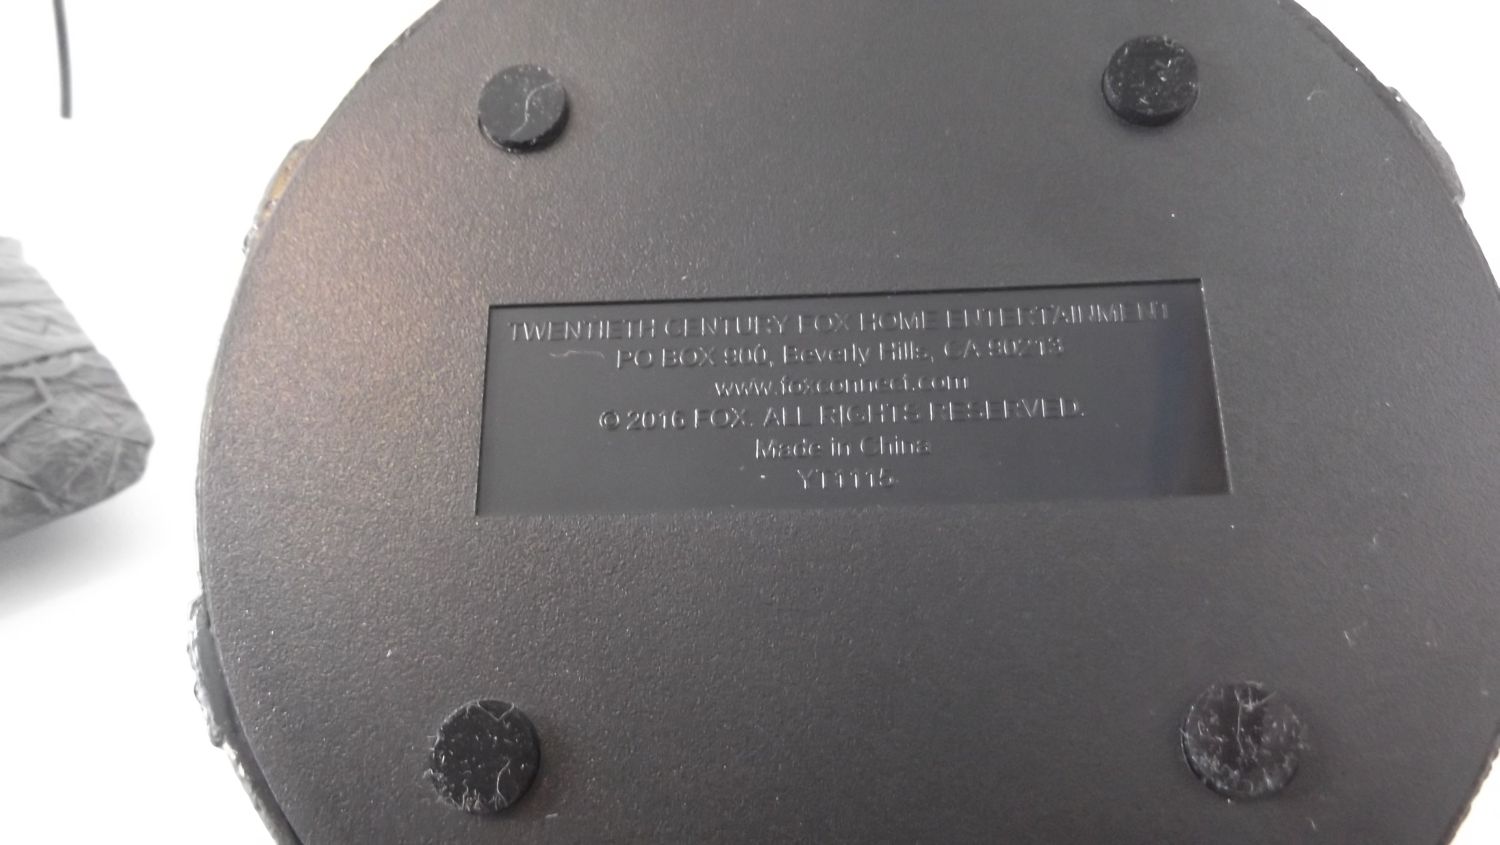 TWENTIETH CENTURY FOX HOME ENTERTAINMENT
PO BOX 900, Beverly Hills, CA 90213
www.foxconnect.com
© 2016 FOX. ALL RIGHTS RESERVED.
Made in China
YT1115